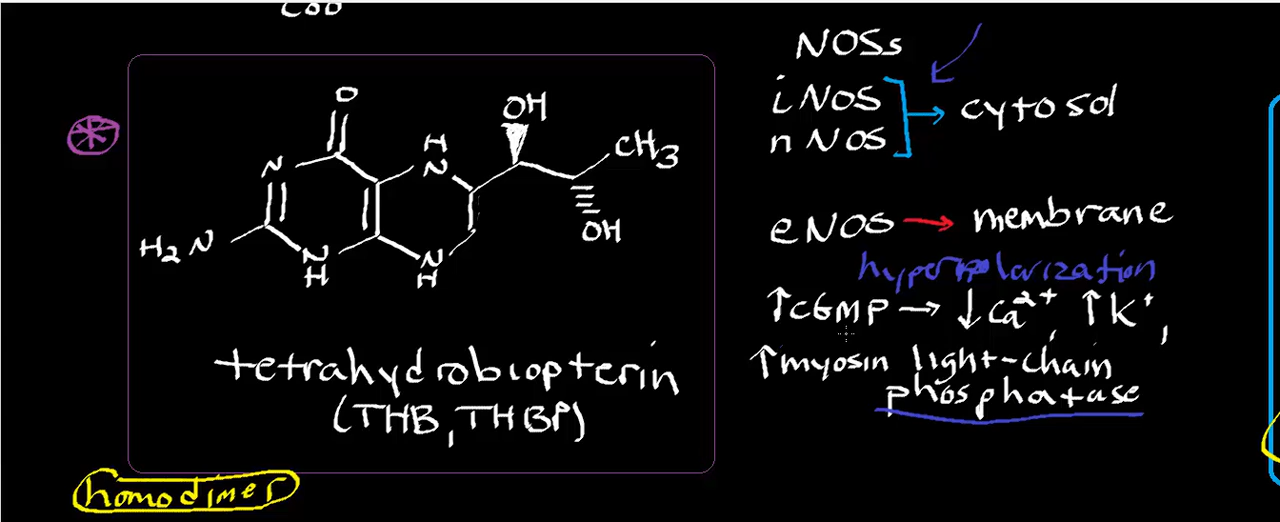 O
OH
H
N
N
CH3
H2N
N
H
N
H
OH
tetrahydrobiopterin
(THB, THBP)
homodimer
NOSs
iNOS
nNOS
→ cytosol
eNOS → membrane
hyperpolarization
↑cGMP → ↓Ca2+, ↑K+,
↑myosin light-chain
phosphatase